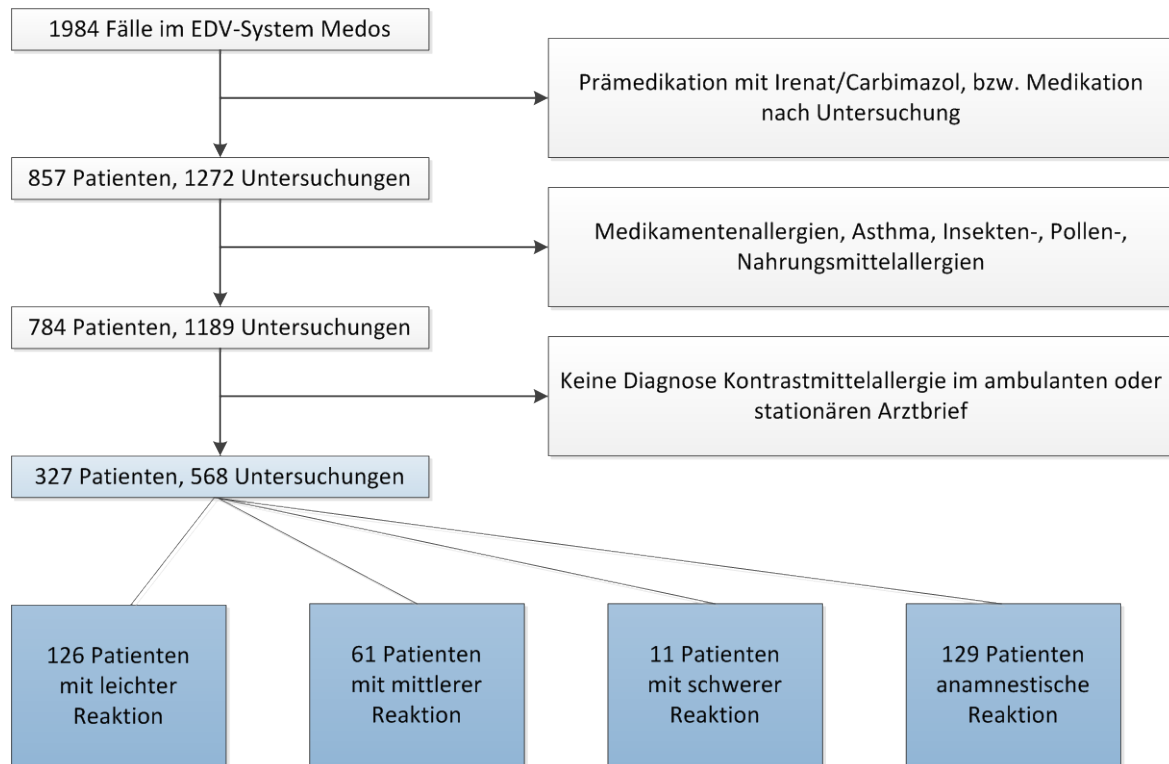 1984 Fälle im EDV-System Medos
Prämedikation mit Irenat/Carbimazol, bzw. Medikation
nach Untersuchung
857 Patienten, 1272 Untersuchungen
Medikamentenallergien, Asthma, Insekten-, Pollen-,
Nahrungsmittelallergien
784 Patienten, 1189 Untersuchungen
Keine Diagnose Kontrastmittelallergie im ambulanten oder
stationären Arztbrief
327 Patienten, 568 Untersuchungen
126 Patienten
mit leichter
Reaktion
61 Patienten
mit mittlerer
Reaktion
11 Patienten
mit schwerer
Reaktion
129 Patienten
anamnestische
Reaktion